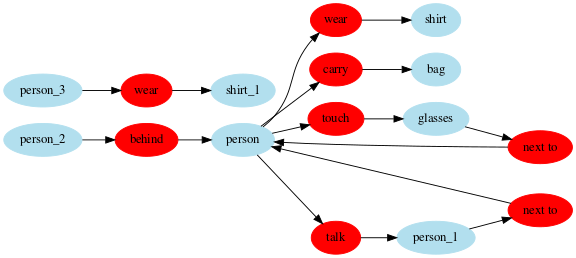 wear
shirt
carry
bag
person_3
wear
shirt_1
touch
glasses
person_2
behind
person
next to
next to
talk
person_1